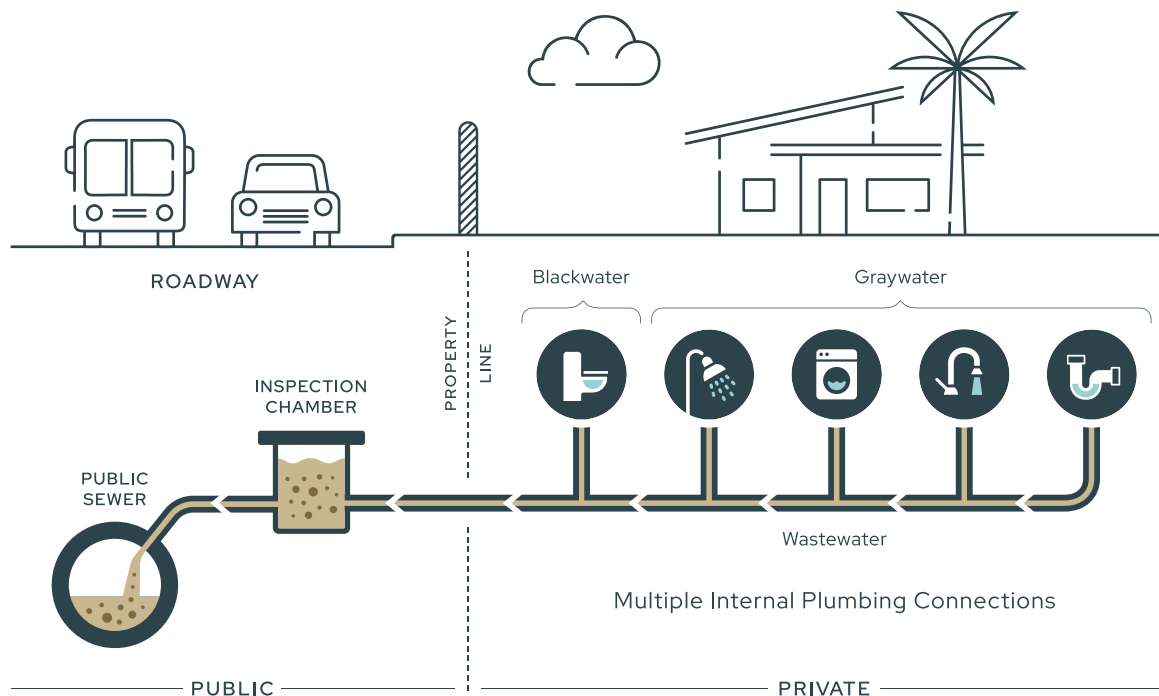 ROADWAY
Blackwater
Graywater
PROPERTY
LINE
INSPECTION
CHAMBER
PUBLIC
SEWER
Wastewater
Multiple Internal Plumbing Connections
PUBLIC
PRIVATE